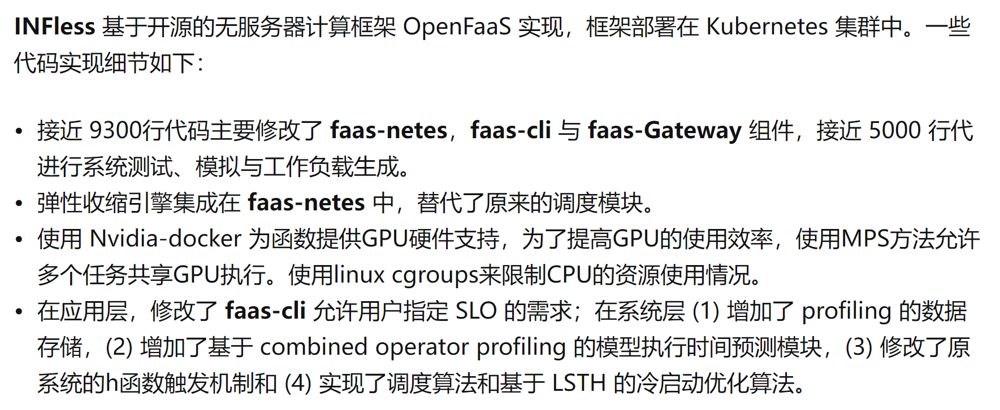 INFless 基于开源的无服务器计算框架 OpenFaaS 实现，框架部署在 Kubernetes 集群中。一些
代码实现细节如下：
• 接近 9300行代码主要修改了 faas-netes，faas-cli 与 faas-Gateway 组件，接近 5000 行代
进行系统测试、模拟与工作负载生成。
• 弹性收缩引擎集成在 faas-netes 中，替代了原来的调度模块。
• 使用 Nvidia-docker 为函数提供GPU硬件支持，为了提高GPU的使用效率，使用MPS方法允许
多个任务共享GPU执行。使用linux cgroups来限制CPU的资源使用情况。
• 在应用层，修改了 faas-cli 允许用户指定 SLO 的需求；在系统层 (1) 增加了 profiling 的数据
存储，(2) 增加了基于 combined operator profiling 的模型执行时间预测模块，(3) 修改了原
系统的h函数触发机制和 (4) 实现了调度算法和基于 LSTH 的冷启动优化算法。